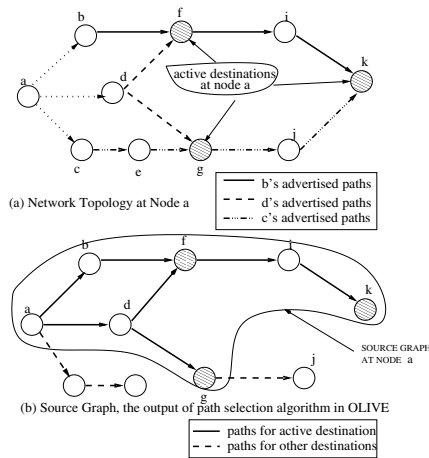 b
f
i
a
d
active destinations
at node a
k
c
e
g
j
(a) Network Topology at Node a
b's advertised paths
d's advertised paths
c's advertised paths
b
f
i
a
d
k
g
j
SOURCE GRAPH
AT NODE a
(b) Source Graph, the output of path selection algorithm in OLIVE
paths for active destination
paths for other destinations